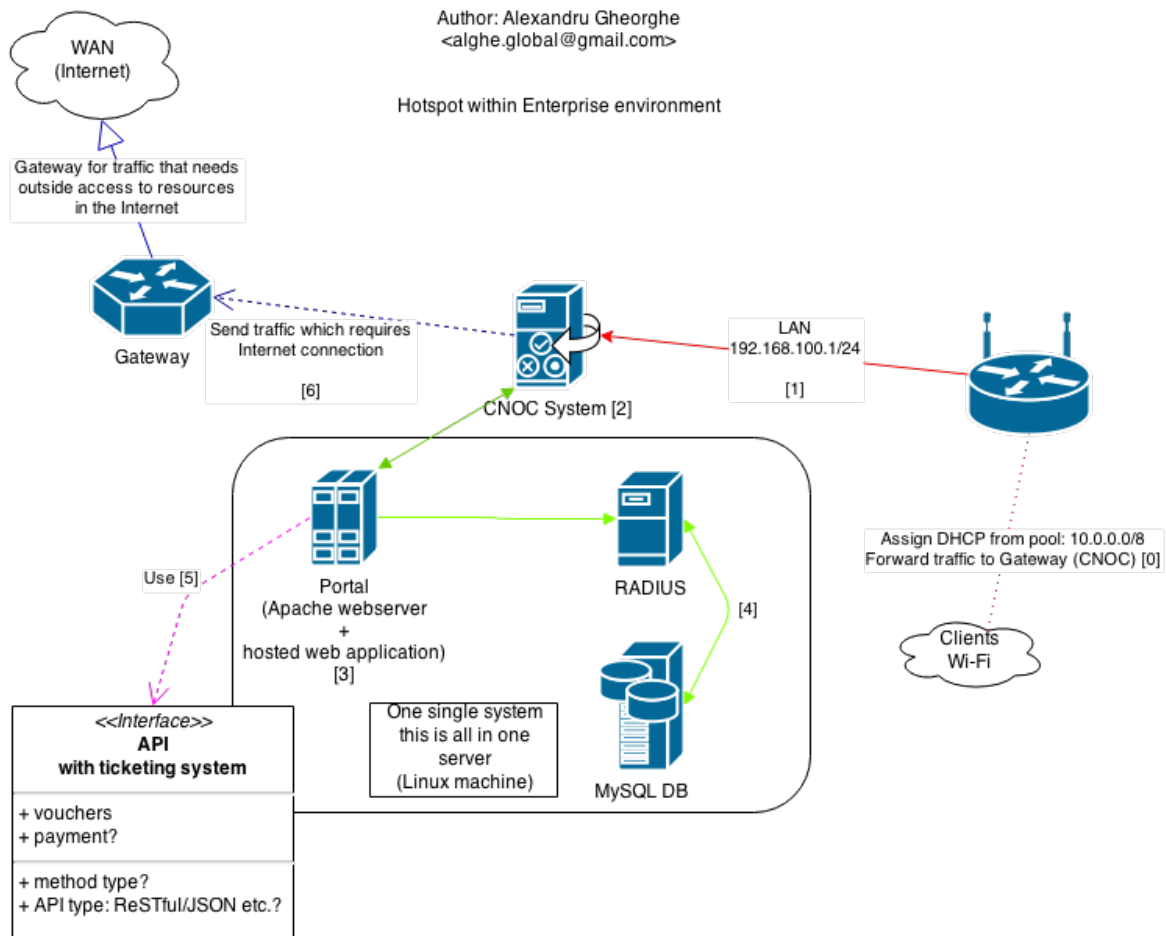 Author: Alexandru Gheorghe
<alghe.global@gmail.com>
Hotspot within Enterprise environment
WAN
(Internet)
Gateway for traffic that needs
outside access to resources
in the Internet
Gateway
Send traffic which requires
Internet connection
[6]
CNOC System [2]
LAN
192.168.100.1/24
[1]
Assign DHCP from pool: 10.0.0.0/8
Forward traffic to Gateway (CNOC) [0]
Clients
Wi-Fi
Portal
(Apache webserver
+
hosted web application)
[3]
RADIUS
[4]
MySQL DB
One single system
this is all in one
server
(Linux machine)
Use [5]
<<Interface>>
API
with ticketing system
+ vouchers
+ payment?
+ method type?
+ API type: ReSTful/JSON etc.?